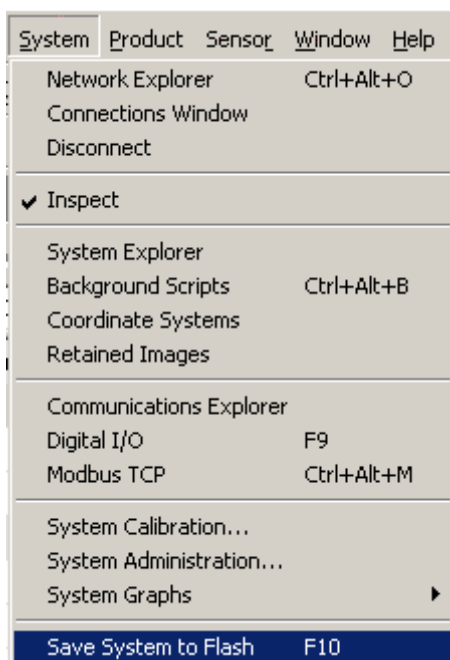 System Product Sensor Window Help
Network Explorer Ctrl+Alt+O
Connections Window
Disconnect
Inspect
System Explorer
Background Scripts Ctrl+Alt+B
Coordinate Systems
Retained Images
Communications Explorer
Digital I/O F9
Modbus TCP Ctrl+Alt+M
System Calibration...
System Administration...
System Graphs
Save System to Flash F10